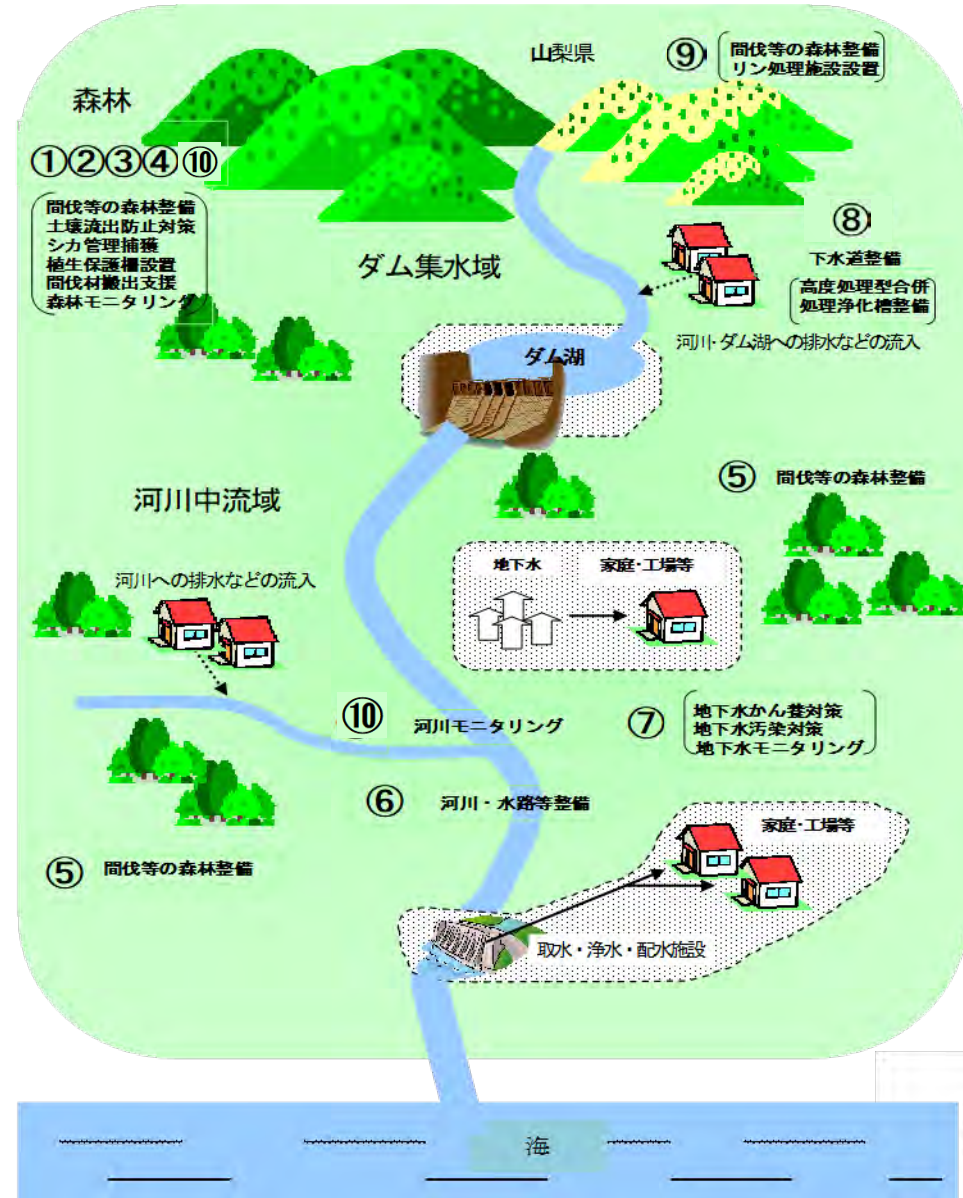 山梨県
⑨
間伐等の森林整備
リン処理施設設置
森林
①②③④⑩
間伐等の森林整備
土壌流出防止対策
シカ管理捕獲
植生保護柵設置
間伐材搬出支援
森林モニタリング
ダム集水域
⑧
下水道整備
高度処理型合併
処理浄化槽整備
河川・ダム湖への排水などの流入
ダム湖
河川中流域
⑤ 間伐等の森林整備
地下水
家庭・工場等
河川への排水などの流入
⑩ 河川モニタリング
⑦
地下水かん養対策
地下水汚染対策
地下水モニタリング
⑥ 河川・水路等整備
家庭・工場等
⑤ 間伐等の森林整備
取水・浄水・配水施設
海